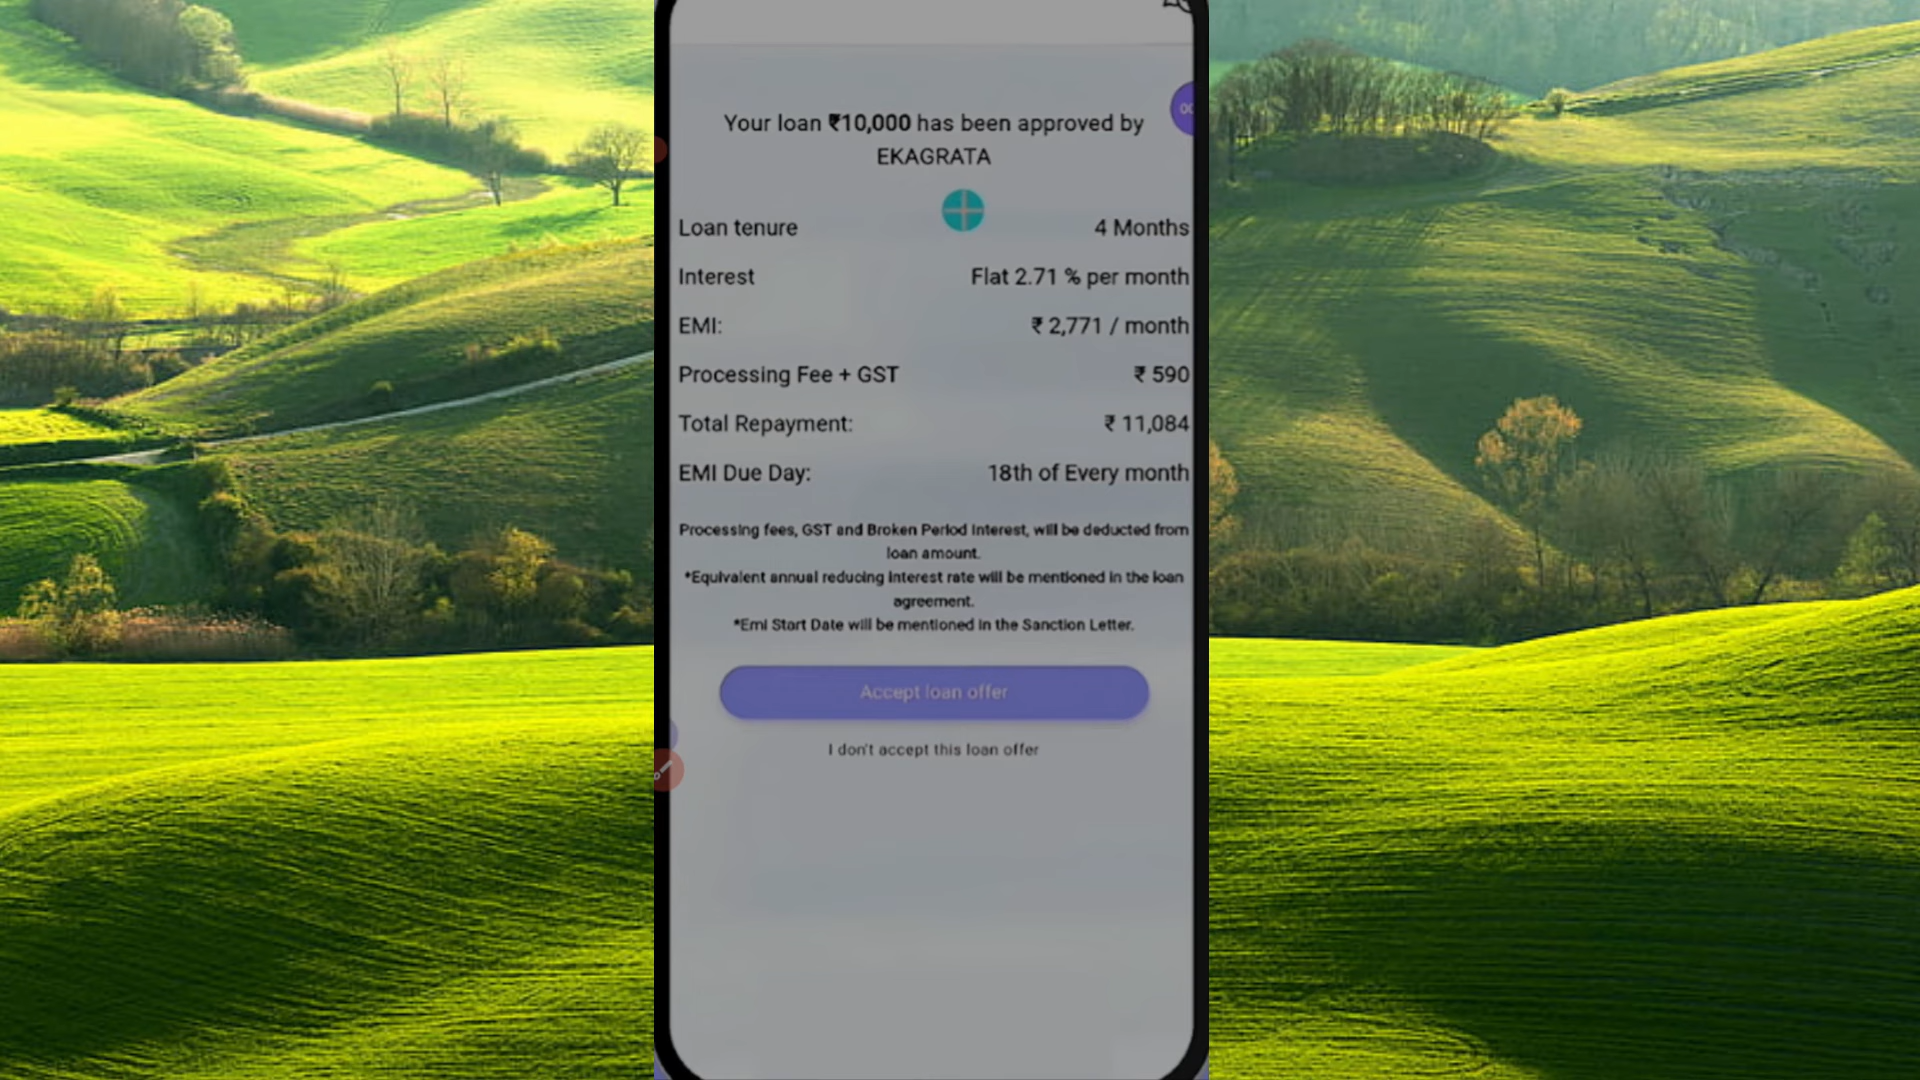 Your loan ₹10,000 has been approved by
EKAGRATA
Loan tenure 4 Months
Interest Flat 2.71 % per month
EMI: ₹ 2,771 / month
Processing Fee + GST ₹ 590
Total Repayment: ₹ 11,084
EMI Due Day: 18th of Every month
Processing fees, GST and Broken Period Interest, will be deducted from
loan amount.
*Equivalent annual reducing interest rate will be mentioned in the loan
agreement.
*Emi Start Date will be mentioned in the Sanction Letter.
Accept loan offer
I don't accept this loan offer